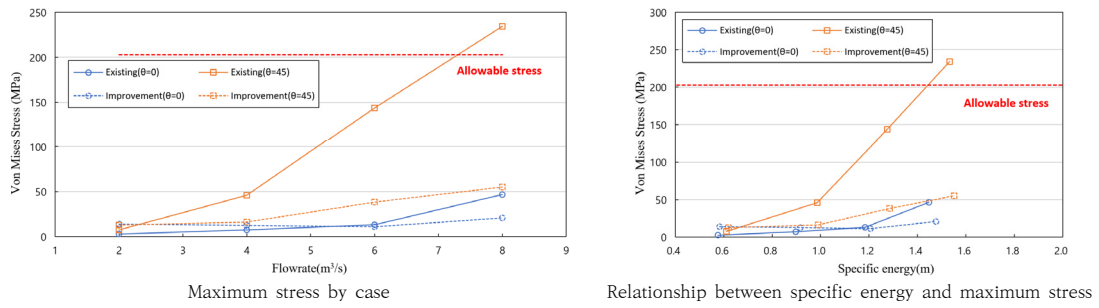 Von Mises Stress (MPa)
250
200
150
100
50
0
Existing(θ=0)
Existing(θ=45)
Improvement(θ=0)
Improvement(θ=45)
Allowable stress
1
2
3
4
5
6
7
8
9
Flowrate(m³/s)
Maximum stress by case
Von Mises Stress (MPa)
300
250
200
150
100
50
0
Existing(θ=0)
Existing(θ=45)
Improvement(θ=0)
Improvement(θ=45)
Allowable stress
0.4
0.6
0.8
1.0
1.2
1.4
1.6
1.8
2.0
Specific energy(m)
Relationship between specific energy and maximum stress